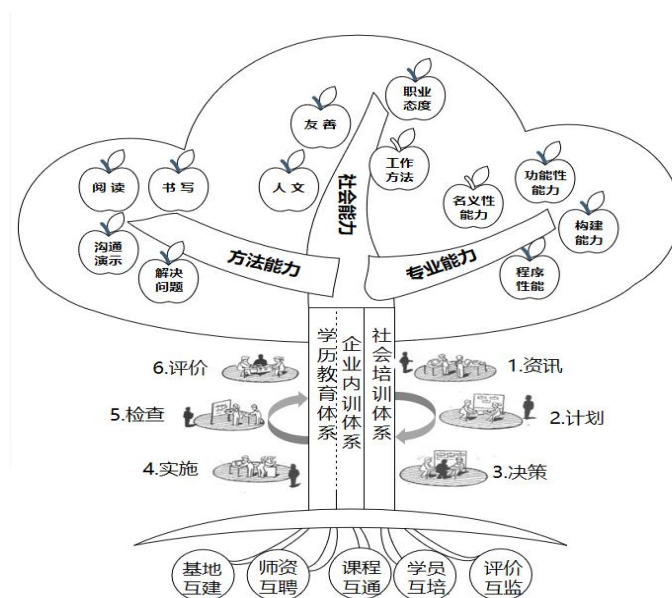 职业
态度
友善
工作
方法
人文
阅读
书写
沟通
演示
解决
问题
名义性
能力
功能性
能力
构建
能力
程序
性能
社会能力
方法能力
专业能力
学历教育体系
企业内训体系
社会培训体系
6.评价
5.检查
4.实施
1.资讯
2.计划
3.决策
基地
互建
师资
互聘
课程
互通
学员
互培
评价
互监